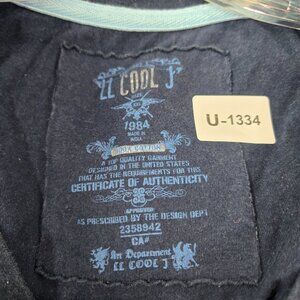 LL COOL J
1984
MADE IN
INDIA
U-1334
A TOP QUALITY GARMENT
DESIGNED IN THE UNITED STATES
THAT HAS THE REQUIREMENTS FOR THIS
CERTIFICATE OF AUTHENTICITY
APPROVED
AS PRESCRIBED BY THE DESIGN DEPT
2358942
CA#
Art Department
LL COOL J